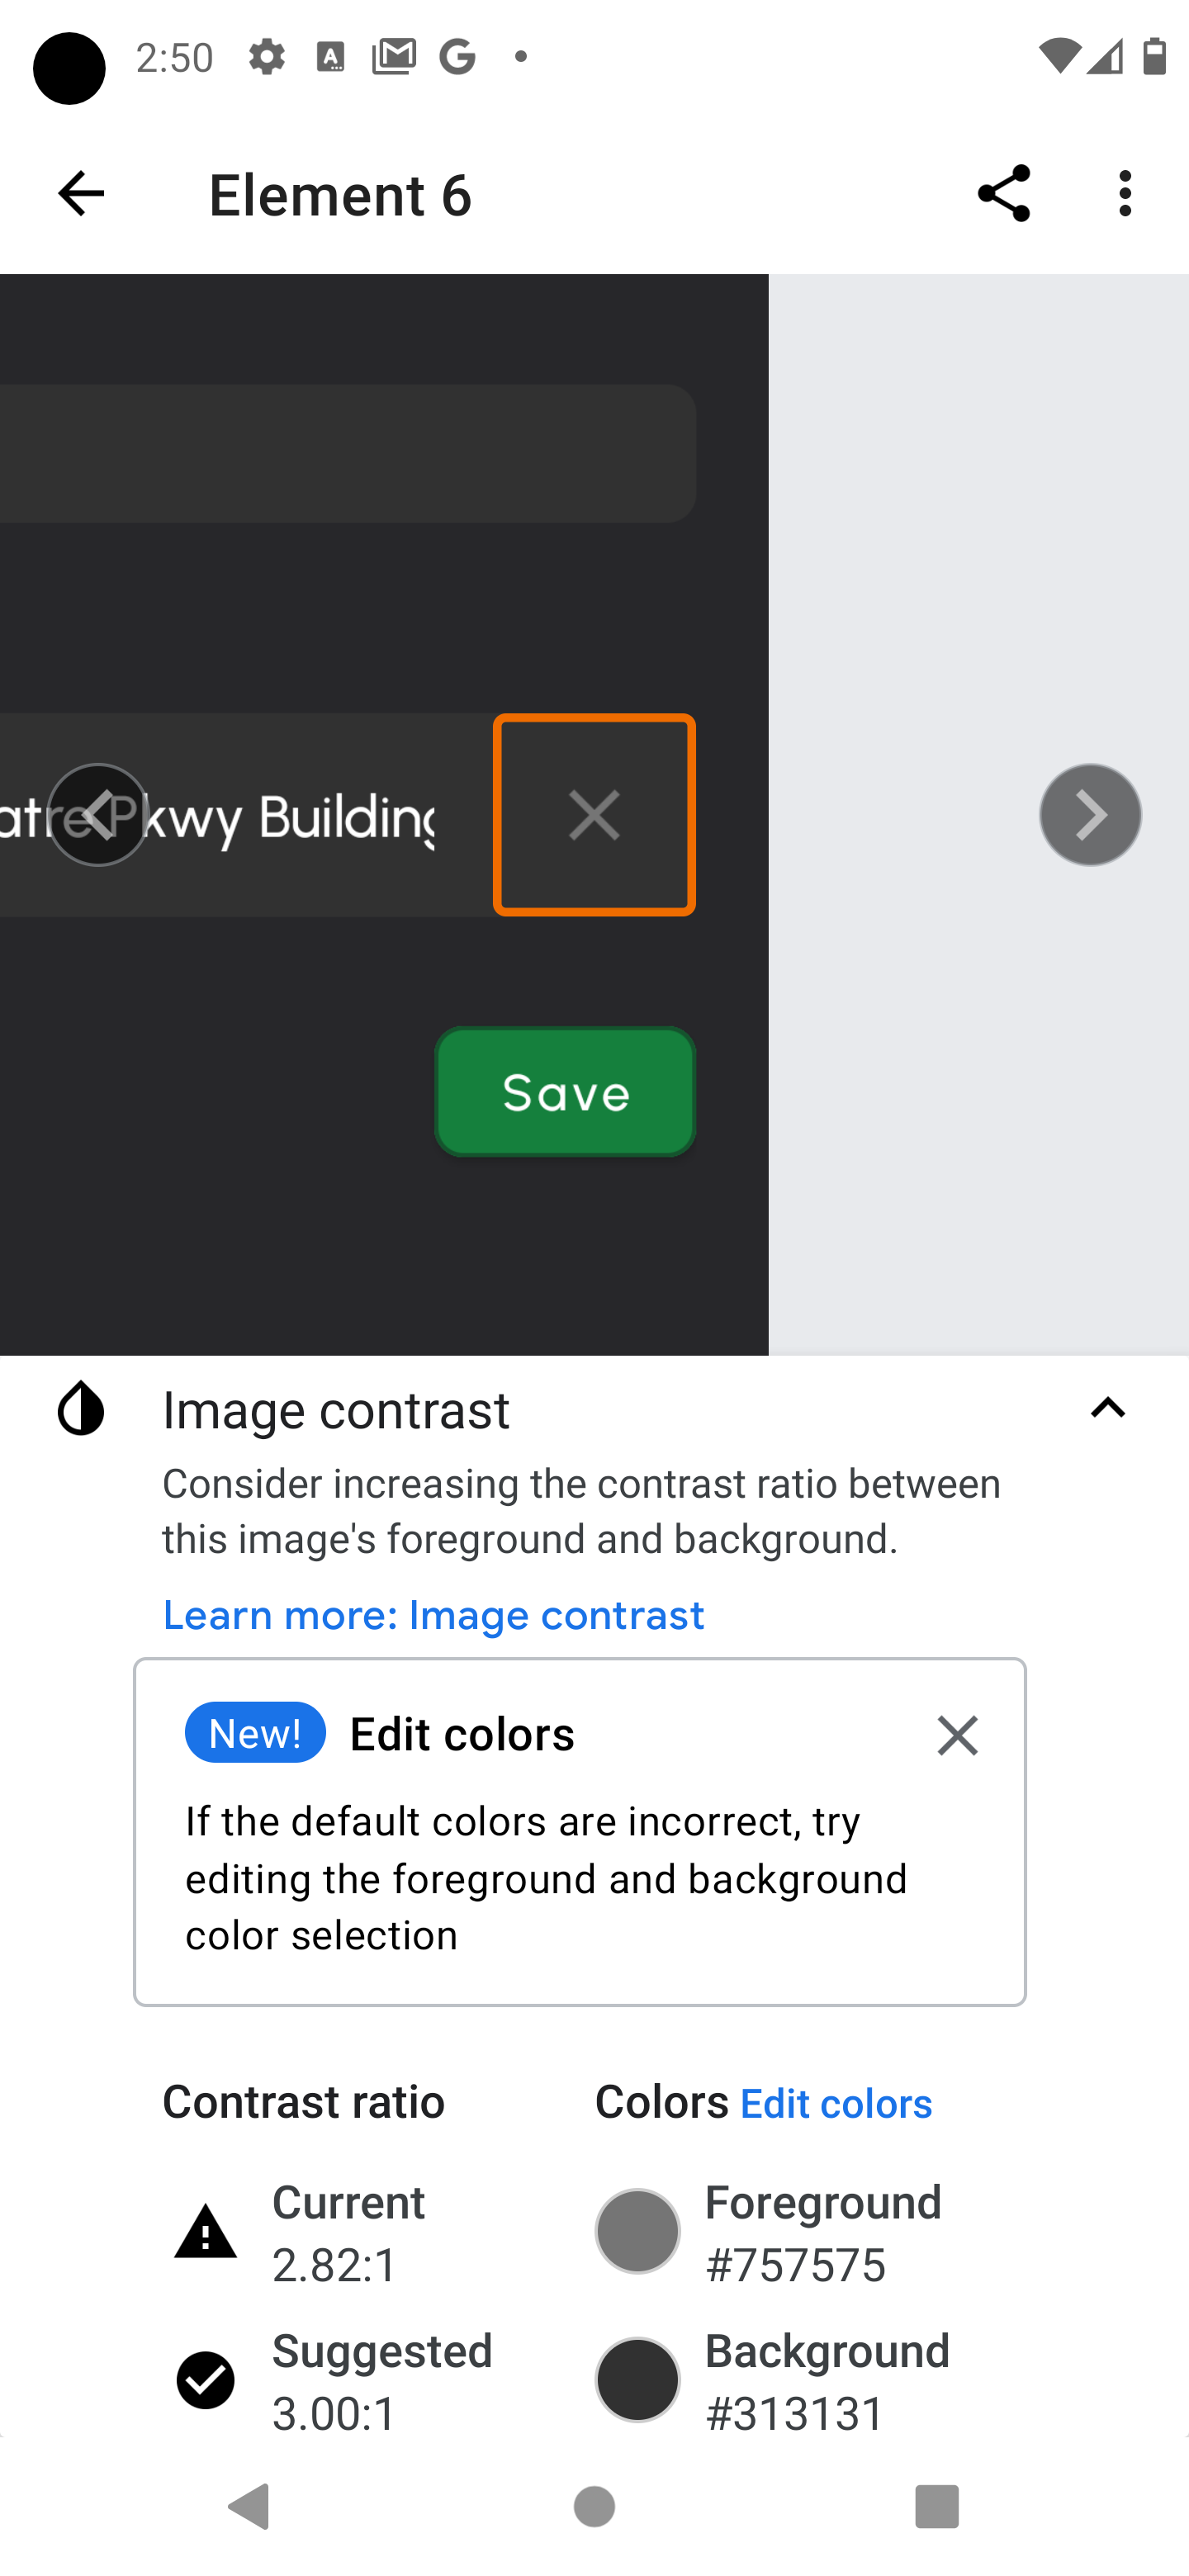 2:50
Element 6
kwy Building
Save
Image contrast
Consider increasing the contrast ratio between
this image's foreground and background.
Learn more: Image contrast
New! Edit colors
If the default colors are incorrect, try
editing the foreground and background
color selection
Contrast ratio
Colors Edit colors
Current
2.82:1
Foreground
#757575
Suggested
3.00:1
Background
#313131